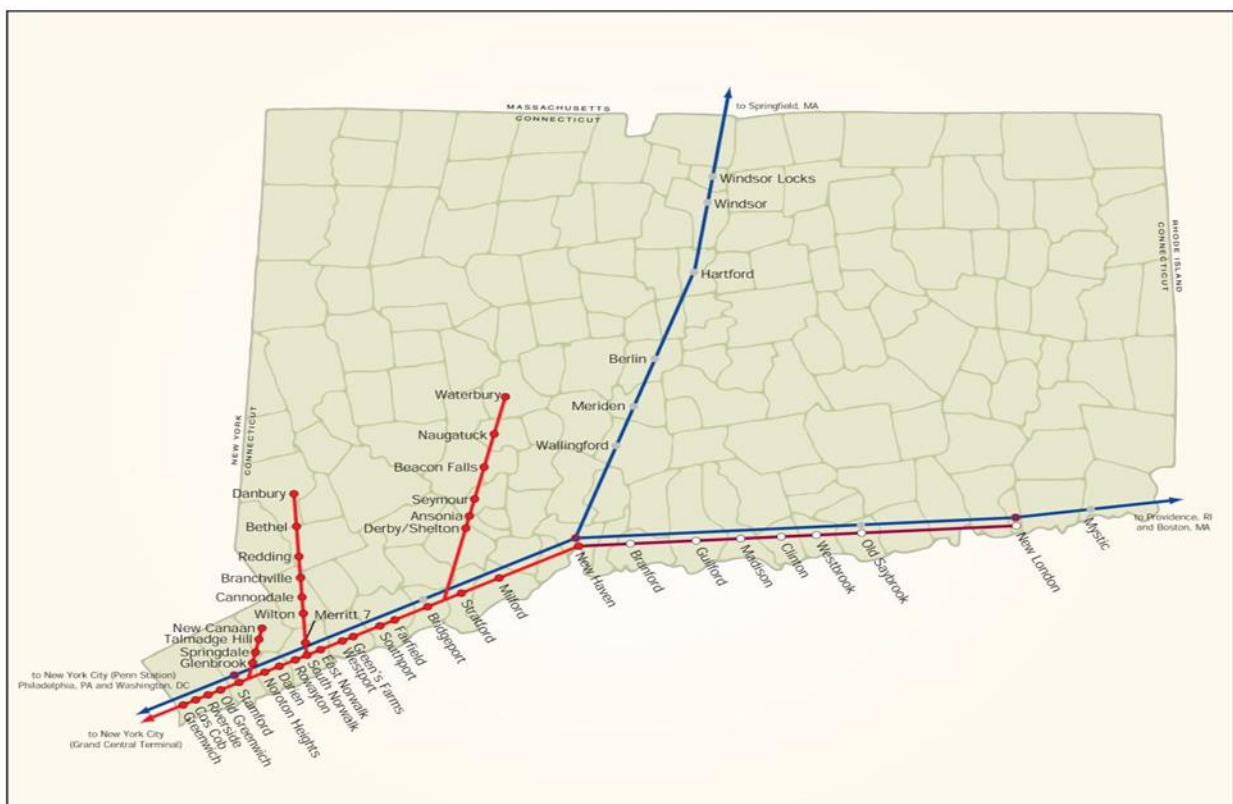 MASSACHUSETTS
CONNECTICUT
to Springfield, MA
Windsor Locks
Windsor
RHODE ISLAND
CONNECTICUT
Hartford
Berlin
Waterbury
Meriden
NEW YORK
CONNECTICUT
Naugatuck
Wallingford
Beacon Falls
Danbury
Seymour
Ansonia
Derby/Shelton
Bethel
to Providence, RI
and Boston, MA
Redding
Branchville
Cannondale
Wilton
Merritt 7
New Canaan
Talmadge Hill
Springdale
Glenbrook
to New York City (Penn Station)
Philadelphia, PA and Washington, DC
to New York City
(Grand Central Terminal)
Greenwich
Cos Cob
Riverside
Old Greenwich
Stamford
Noroton Heights
Darien
Rowayton
South Norwalk
East Norwalk
Westport
Green's Farms
Southport
Fairfield
Bridgeport
Stratford
Milford
New Haven
Branford
Guilford
Madison
Clinton
Westbrook
Old Saybrook
New London
Mystic